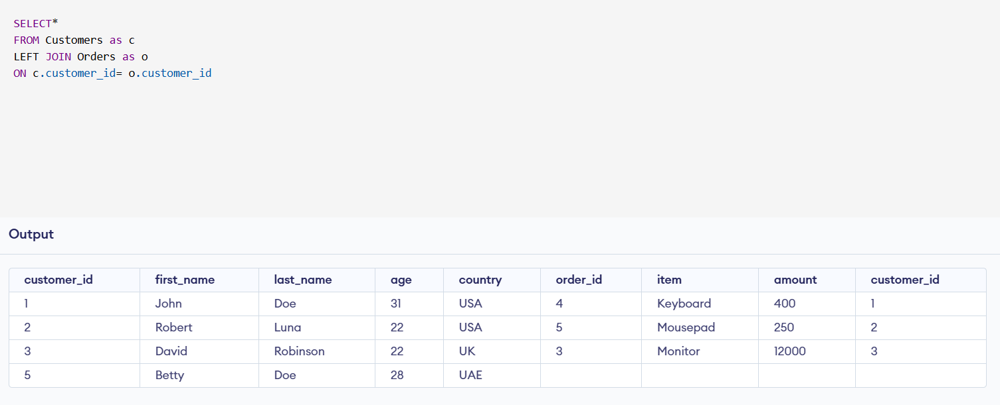 SELECT*
FROM Customers as c
LEFT JOIN Orders as o
ON c.customer_id= o.customer_id
Output
customer_id first_name last_name age country order_id item amount customer_id
1 John Doe 31 USA 4 Keyboard 400 1
2 Robert Luna 22 USA 5 Mousepad 250 2
3 David Robinson 22 UK 3 Monitor 12000 3
5 Betty Doe 28 UAE